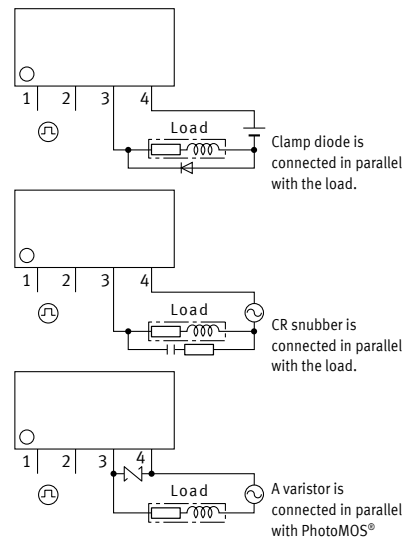 1 2 3 4
Load
Clamp diode is
connected in parallel
with the load.
1 2 3 4
Load
CR snubber is
connected in parallel
with the load.
1 2 3 4
Load
A varistor is
connected in parallel
with PhotoMOS®